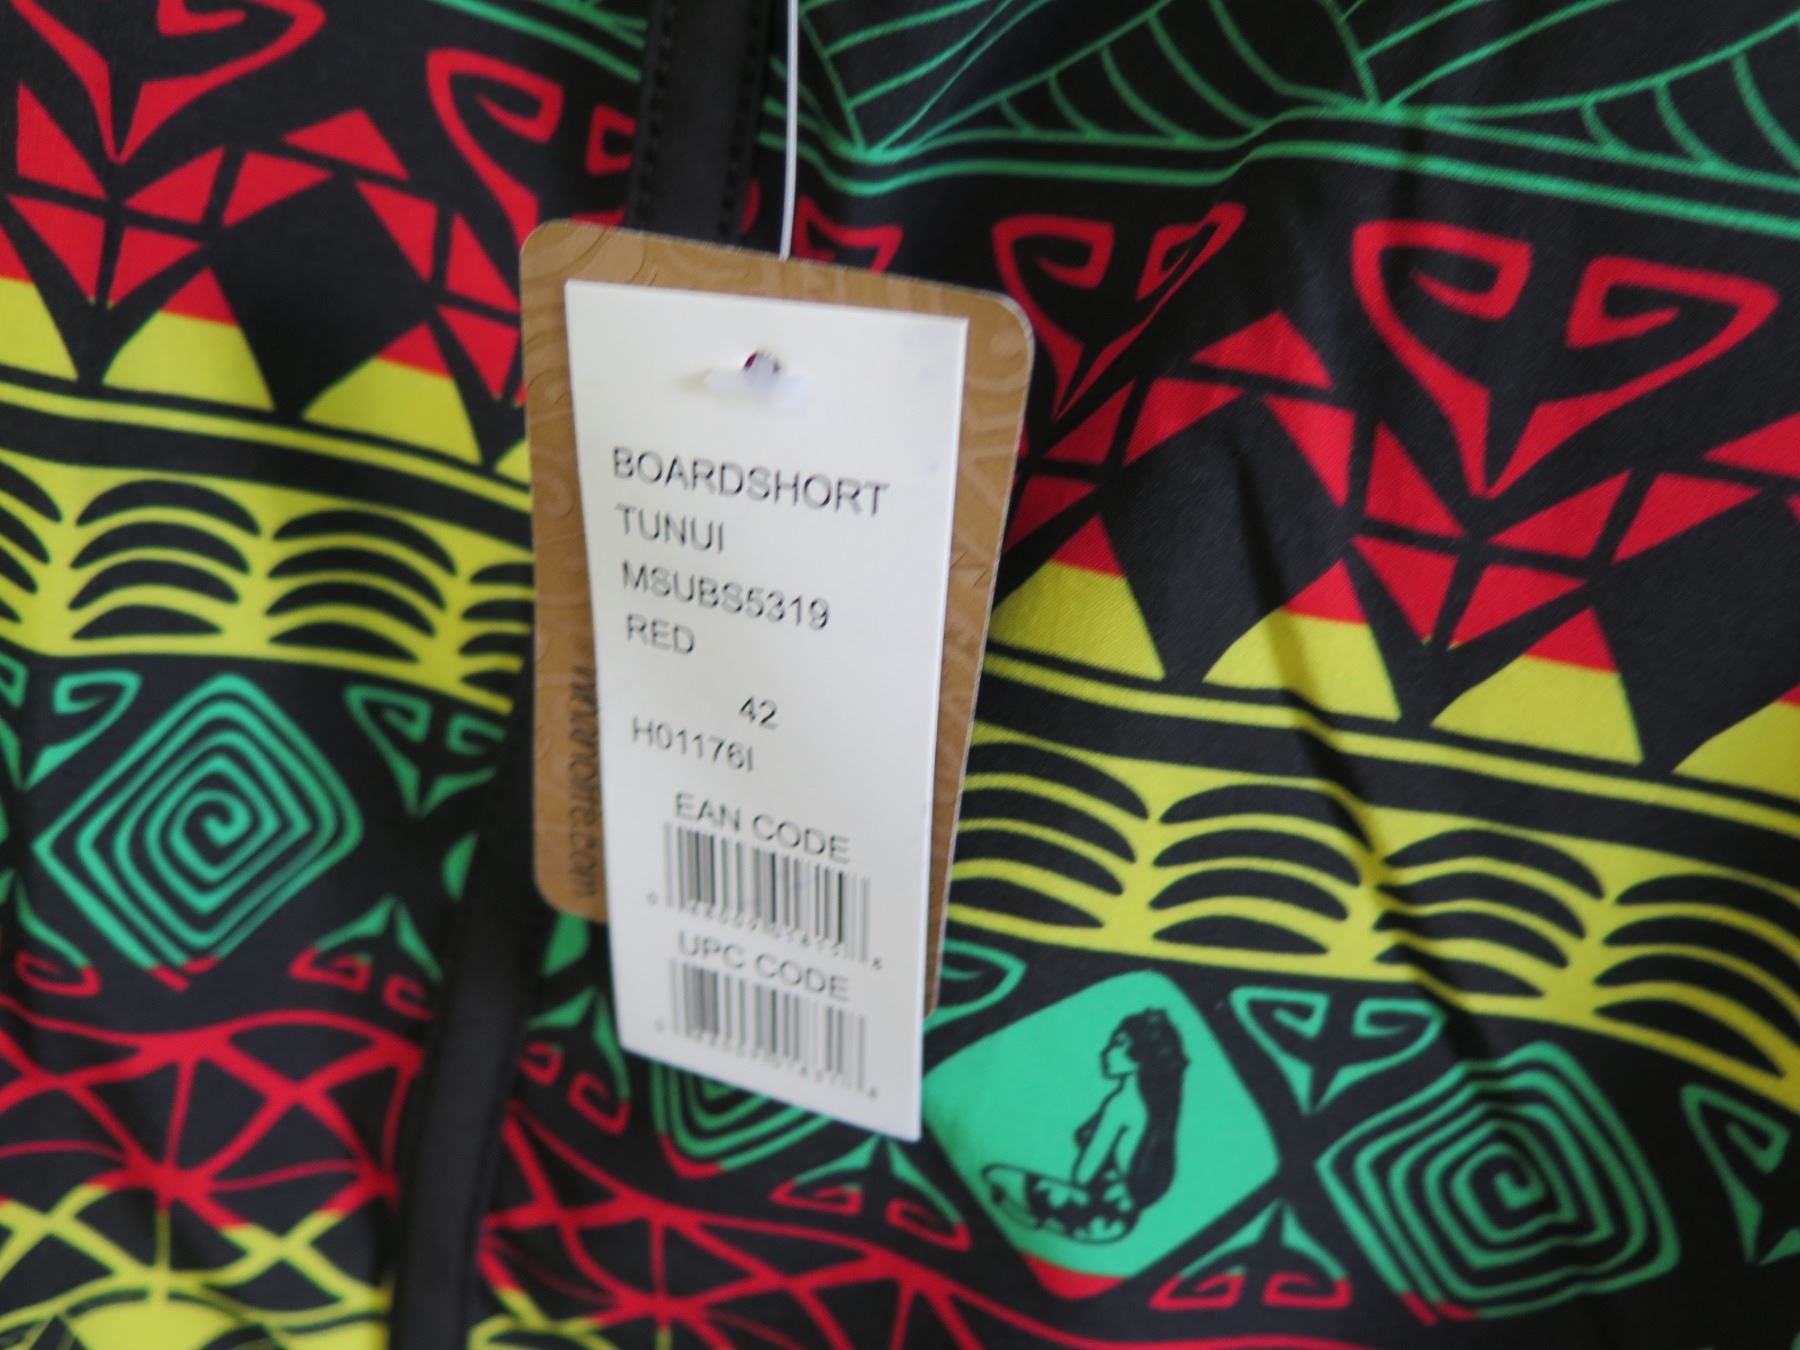 BOARDSHORT
TUNUI
MSUBS5319
RED
42
H01176I
EAN CODE
UPC CODE